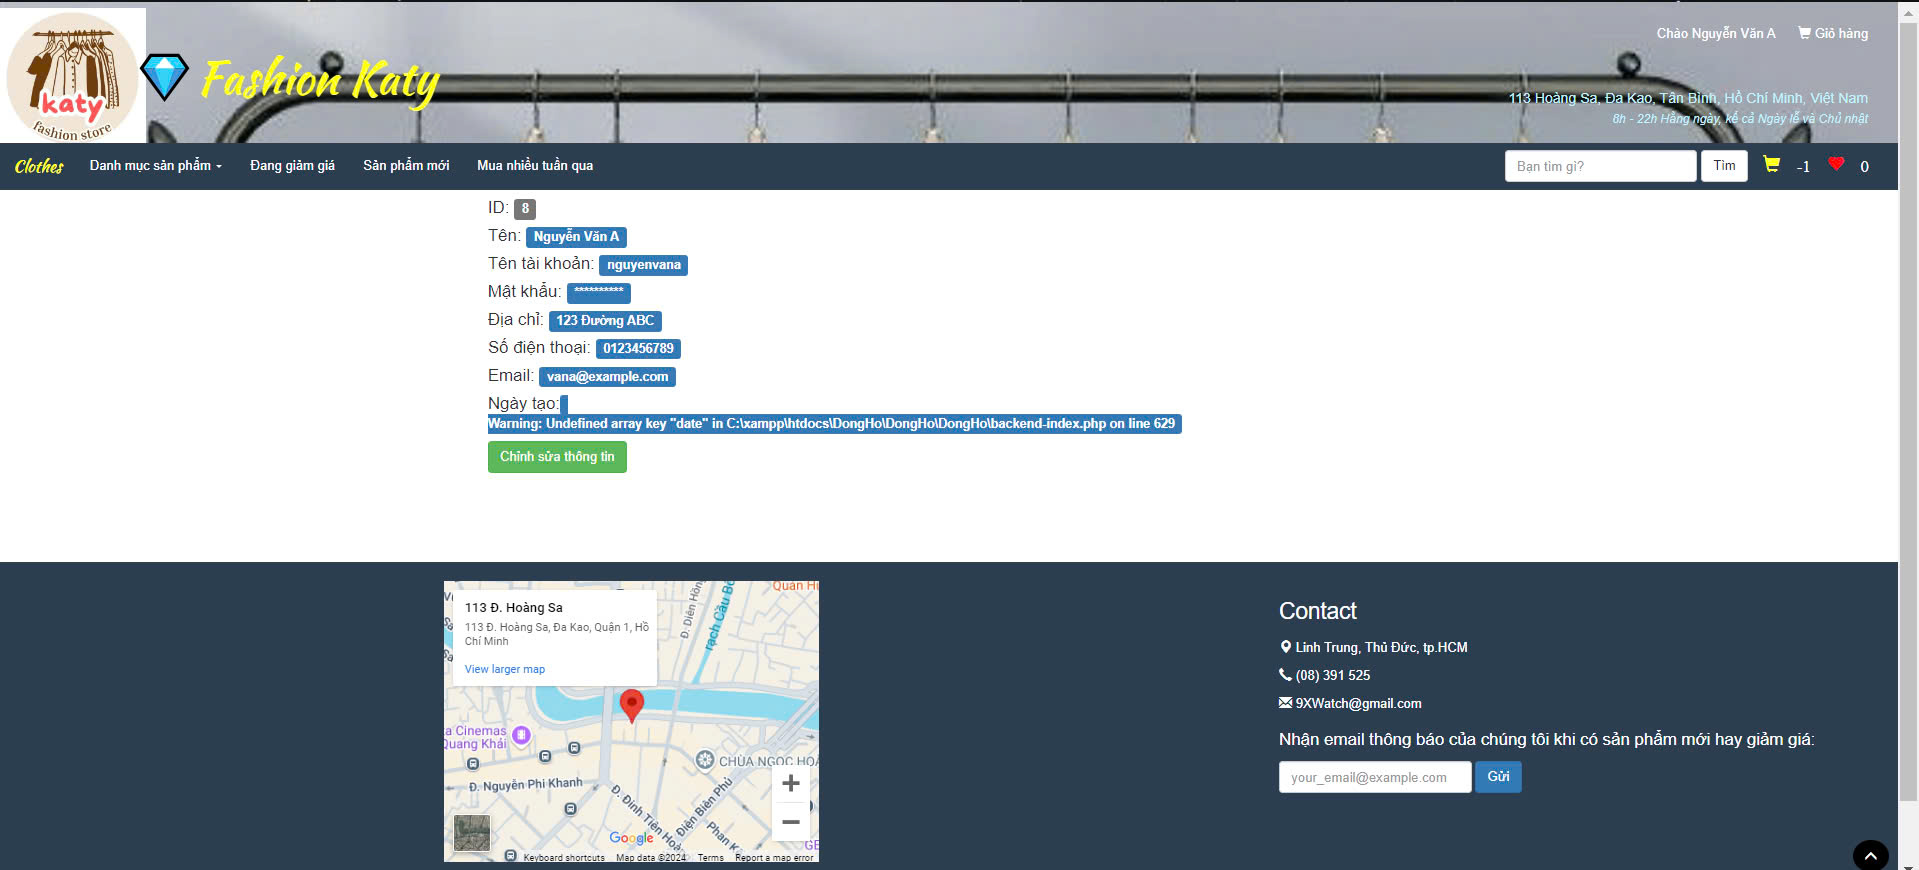 katy
fashion store
Fashion Katy
Chào Nguyễn Văn A
Giỏ hàng
113 Hoàng Sa, Đa Kao, Tân Bình, Hồ Chí Minh, Việt Nam
8h - 22h Hằng ngày, kể cả Ngày lễ và Chủ nhật
Clothes
Danh mục sản phẩm
Đang giảm giá
Sản phẩm mới
Mua nhiều tuần qua
Bạn tìm gì?
Tìm
-1
0
ID: 8
Tên: Nguyễn Văn A
Tên tài khoản: nguyenvana
Mật khẩu: **********
Địa chỉ: 123 Đường ABC
Số điện thoại: 0123456789
Email: vana@example.com
Ngày tạo:
Warning: Undefined array key "date" in C:\xampp\htdocs\DongHo\DongHo\DongHo\backend-index.php on line 629
Chỉnh sửa thông tin
113 Đ. Hoàng Sa
113 Đ. Hoàng Sa, Đa Kao, Quận 1, Hồ
Chí Minh
View larger map
Quán
Đ. Diên Hồng
rạch Cầu
Cinemas
Quang Khải
CHÙA NGỌC
Đ. Nguyễn Phi Khanh
Đ. Đinh Tiên
Điện Biên Phủ
Phan
Google
Keyboard shortcuts
Map data ©2024
Terms
Report a map error
Contact
Linh Trung, Thủ Đức, tp.HCM
(08) 391 525
9XWatch@gmail.com
Nhận email thông báo của chúng tôi khi có sản phẩm mới hay giảm giá:
your_email@example.com
Gửi